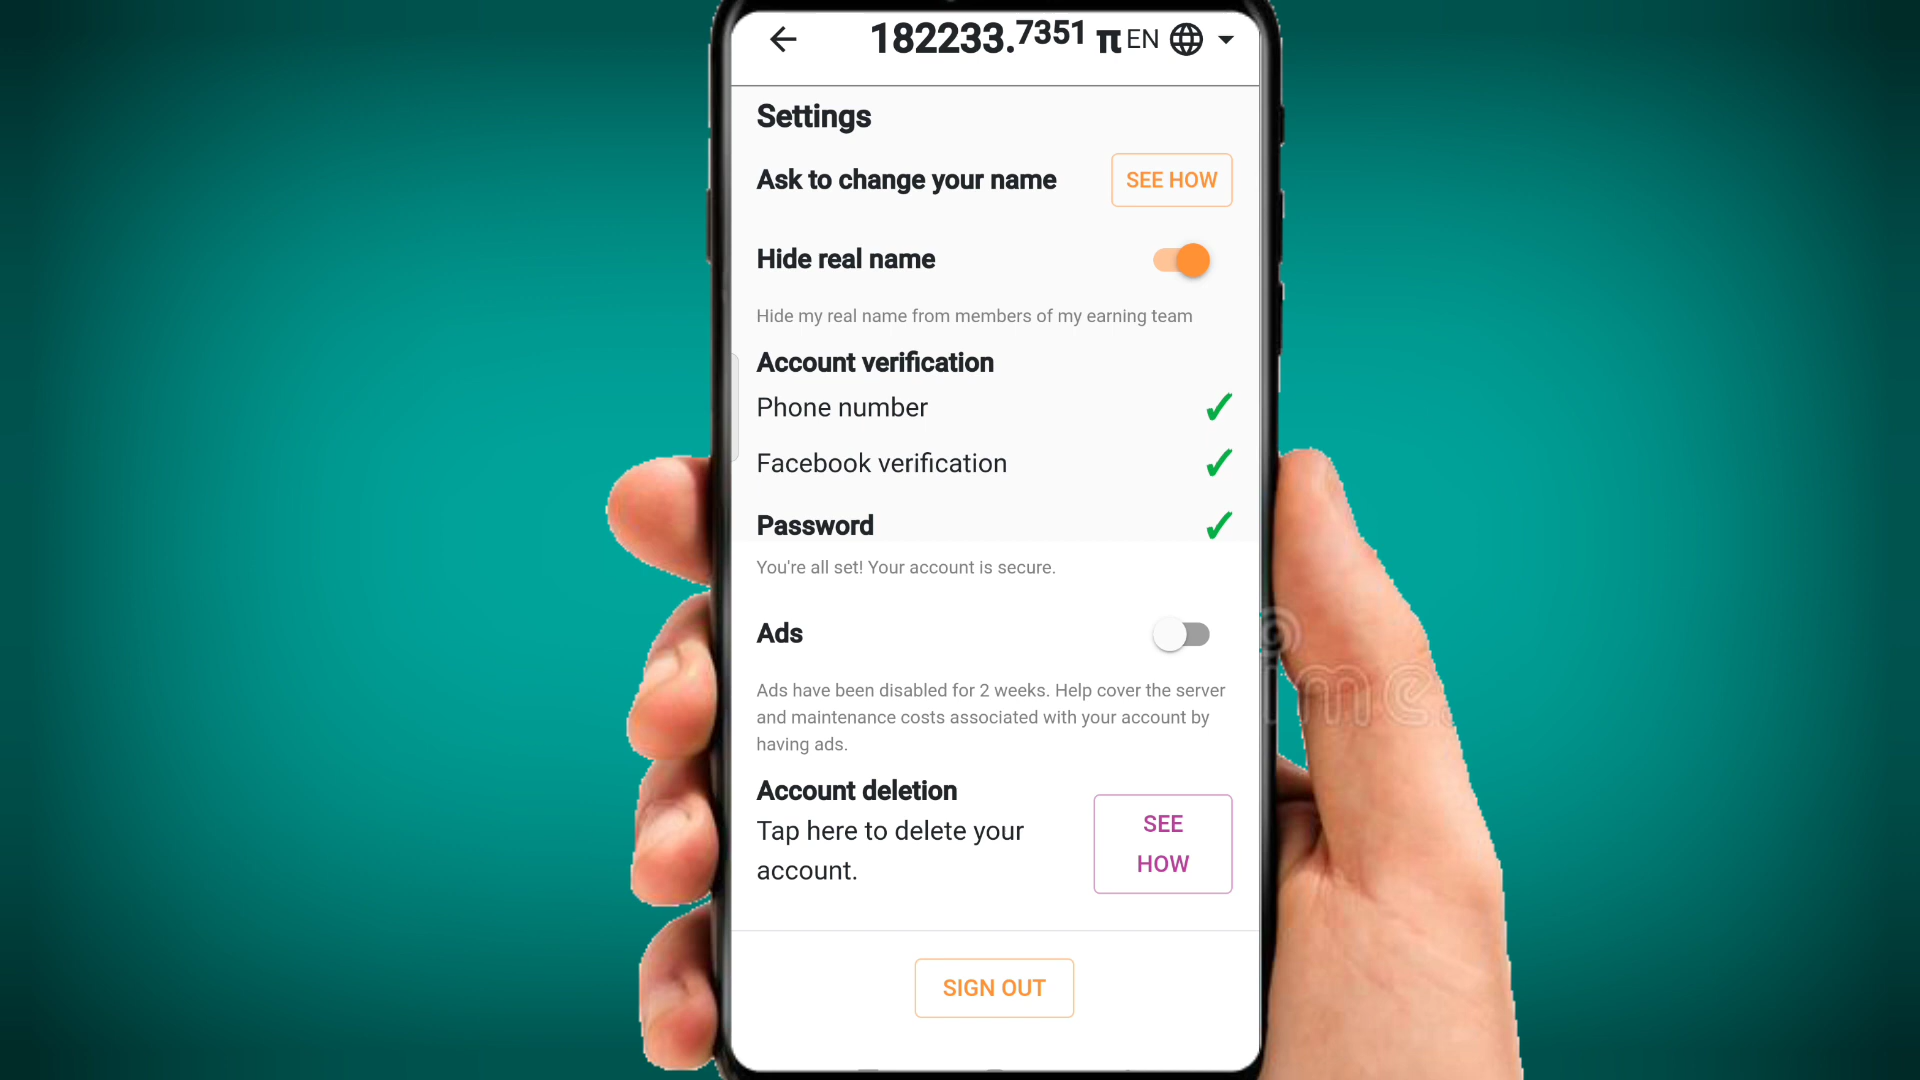 182233.7351 π EN
Settings
Ask to change your name
SEE HOW
Hide real name
Hide my real name from members of my earning team
Account verification
Phone number
✓
Facebook verification
✓
Password
✓
You're all set! Your account is secure.
Ads
Ads have been disabled for 2 weeks. Help cover the server
and maintenance costs associated with your account by
having ads.
Account deletion
Tap here to delete your
account.
SEE
HOW
SIGN OUT